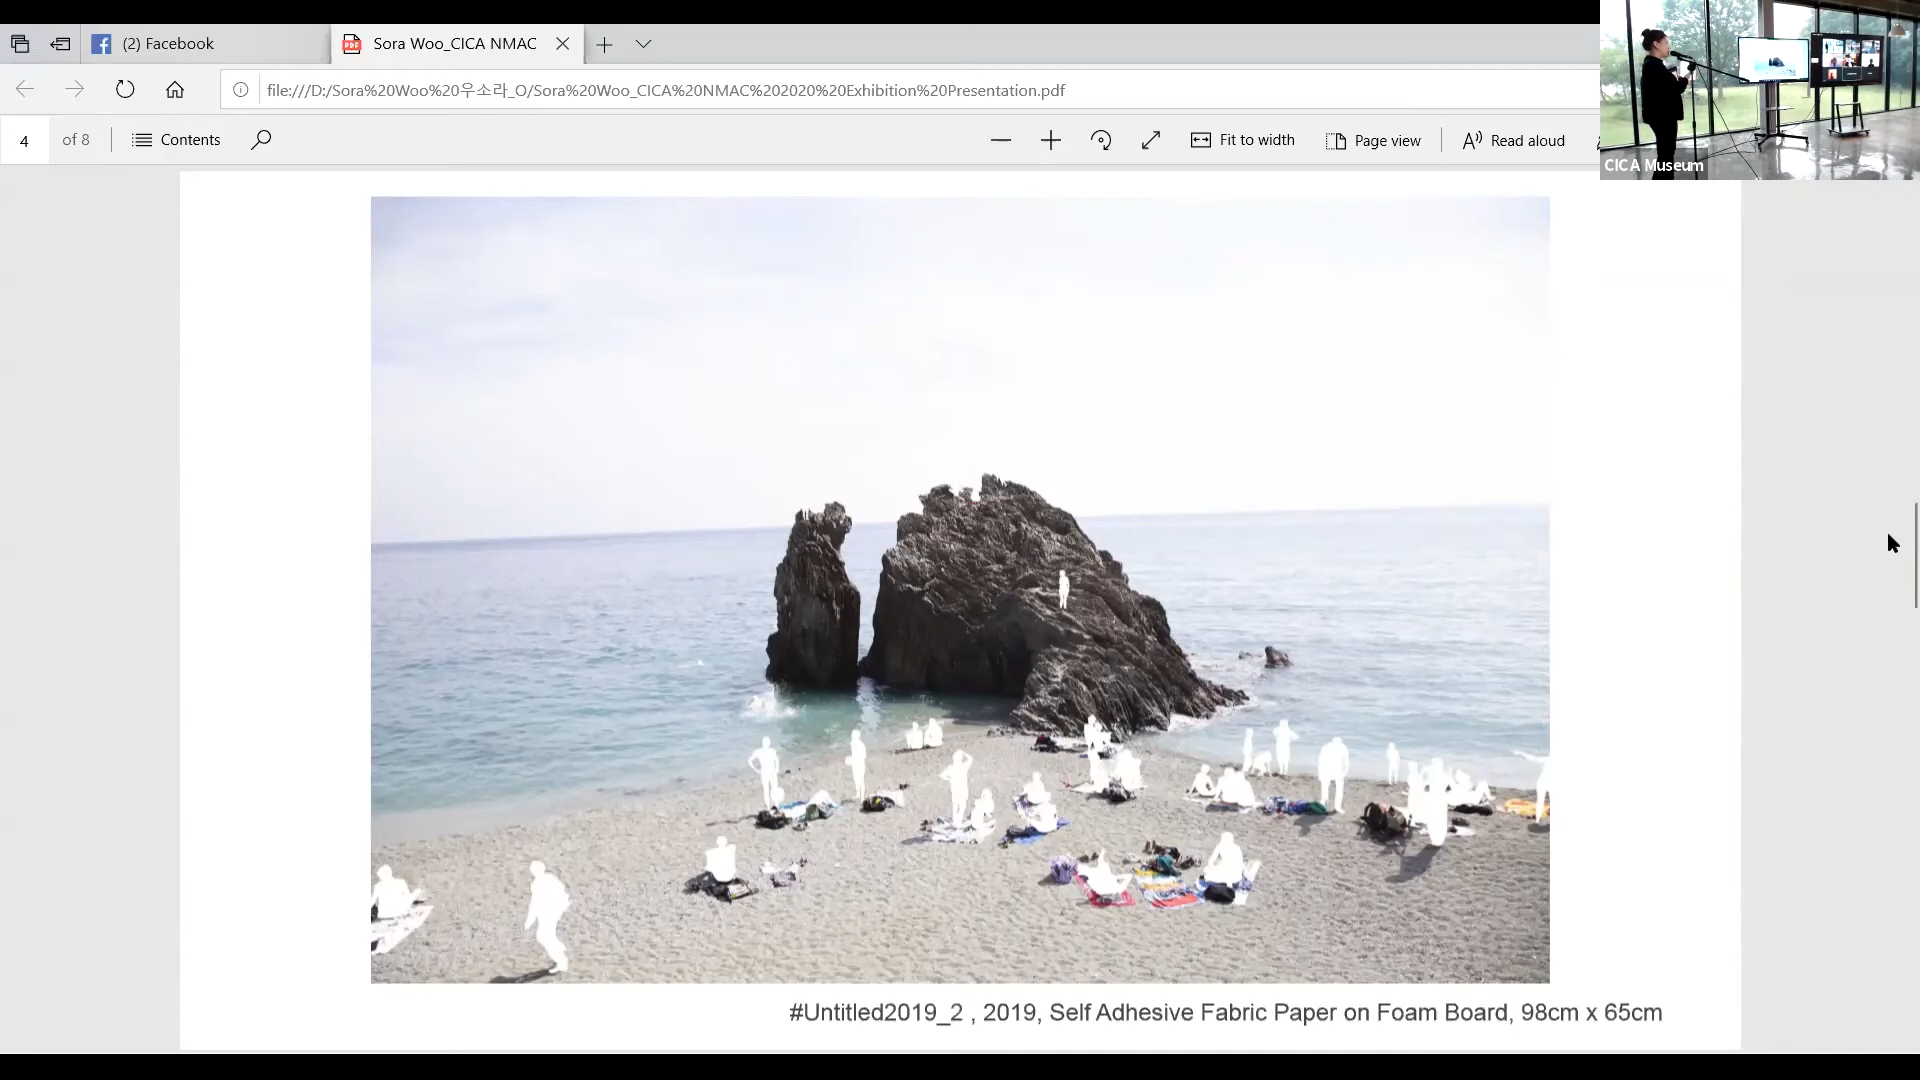 (2) Facebook
Sora Woo_CICA NMAC
file:///D:/Sora%20Woo%20우소라_O/Sora%20Woo_CICA%20NMAC%202020%20Exhibition%20Presentation.pdf
4 of 8
Contents
Fit to width
Page view
Read aloud
CICA Museum
#Untitled2019_2 , 2019, Self Adhesive Fabric Paper on Foam Board, 98cm x 65cm